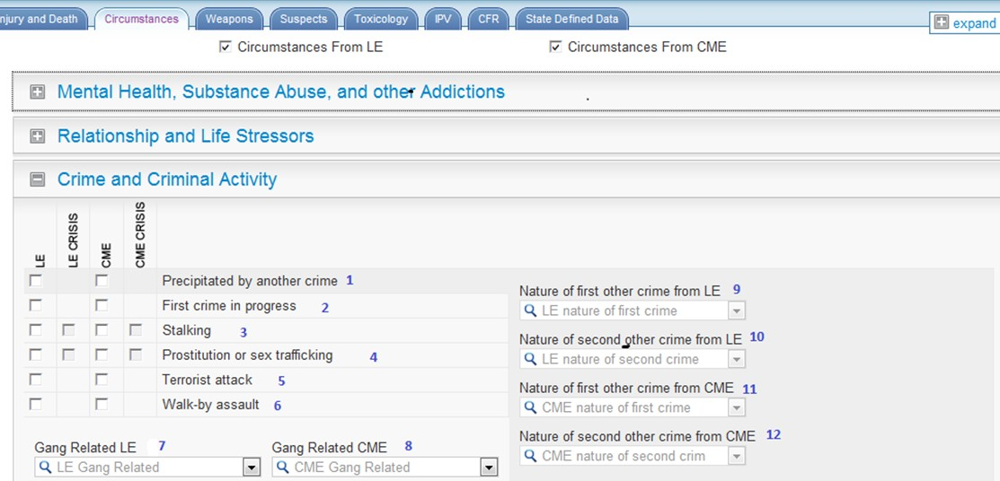 njury and Death Circumstances Weapons Suspects Toxicology IPV CFR State Defined Data
expand
Circumstances From LE Circumstances From CME
Mental Health, Substance Abuse, and other Addictions
Relationship and Life Stressors
Crime and Criminal Activity
LE LE CRISIS CME CME CRISIS
Precipitated by another crime 1
First crime in progress 2
Stalking 3
Prostitution or sex trafficking 4
Terrorist attack 5
Walk-by assault 6
Gang Related LE 7 Gang Related CME 8
LE Gang Related CME Gang Related
Nature of first other crime from LE 9
LE nature of first crime
Nature of second other crime from LE 10
LE nature of second crime
Nature of first other crime from CME 11
CME nature of first crime
Nature of second other crime from CME 12
CME nature of second crim